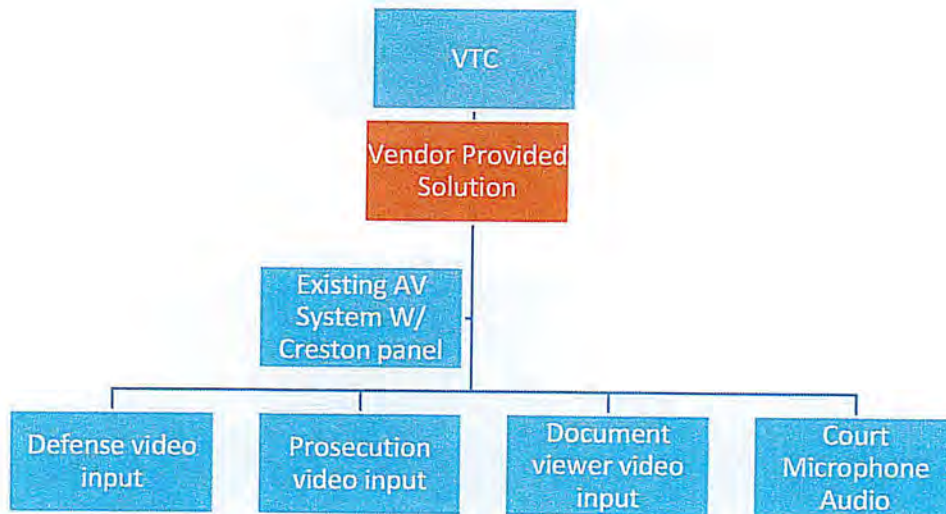 VTC
Vendor Provided
Solution
Existing AV
System W/
Creston panel
Defense video
input
Prosecution
video input
Document
viewer video
input
Court
Microphone
Audio